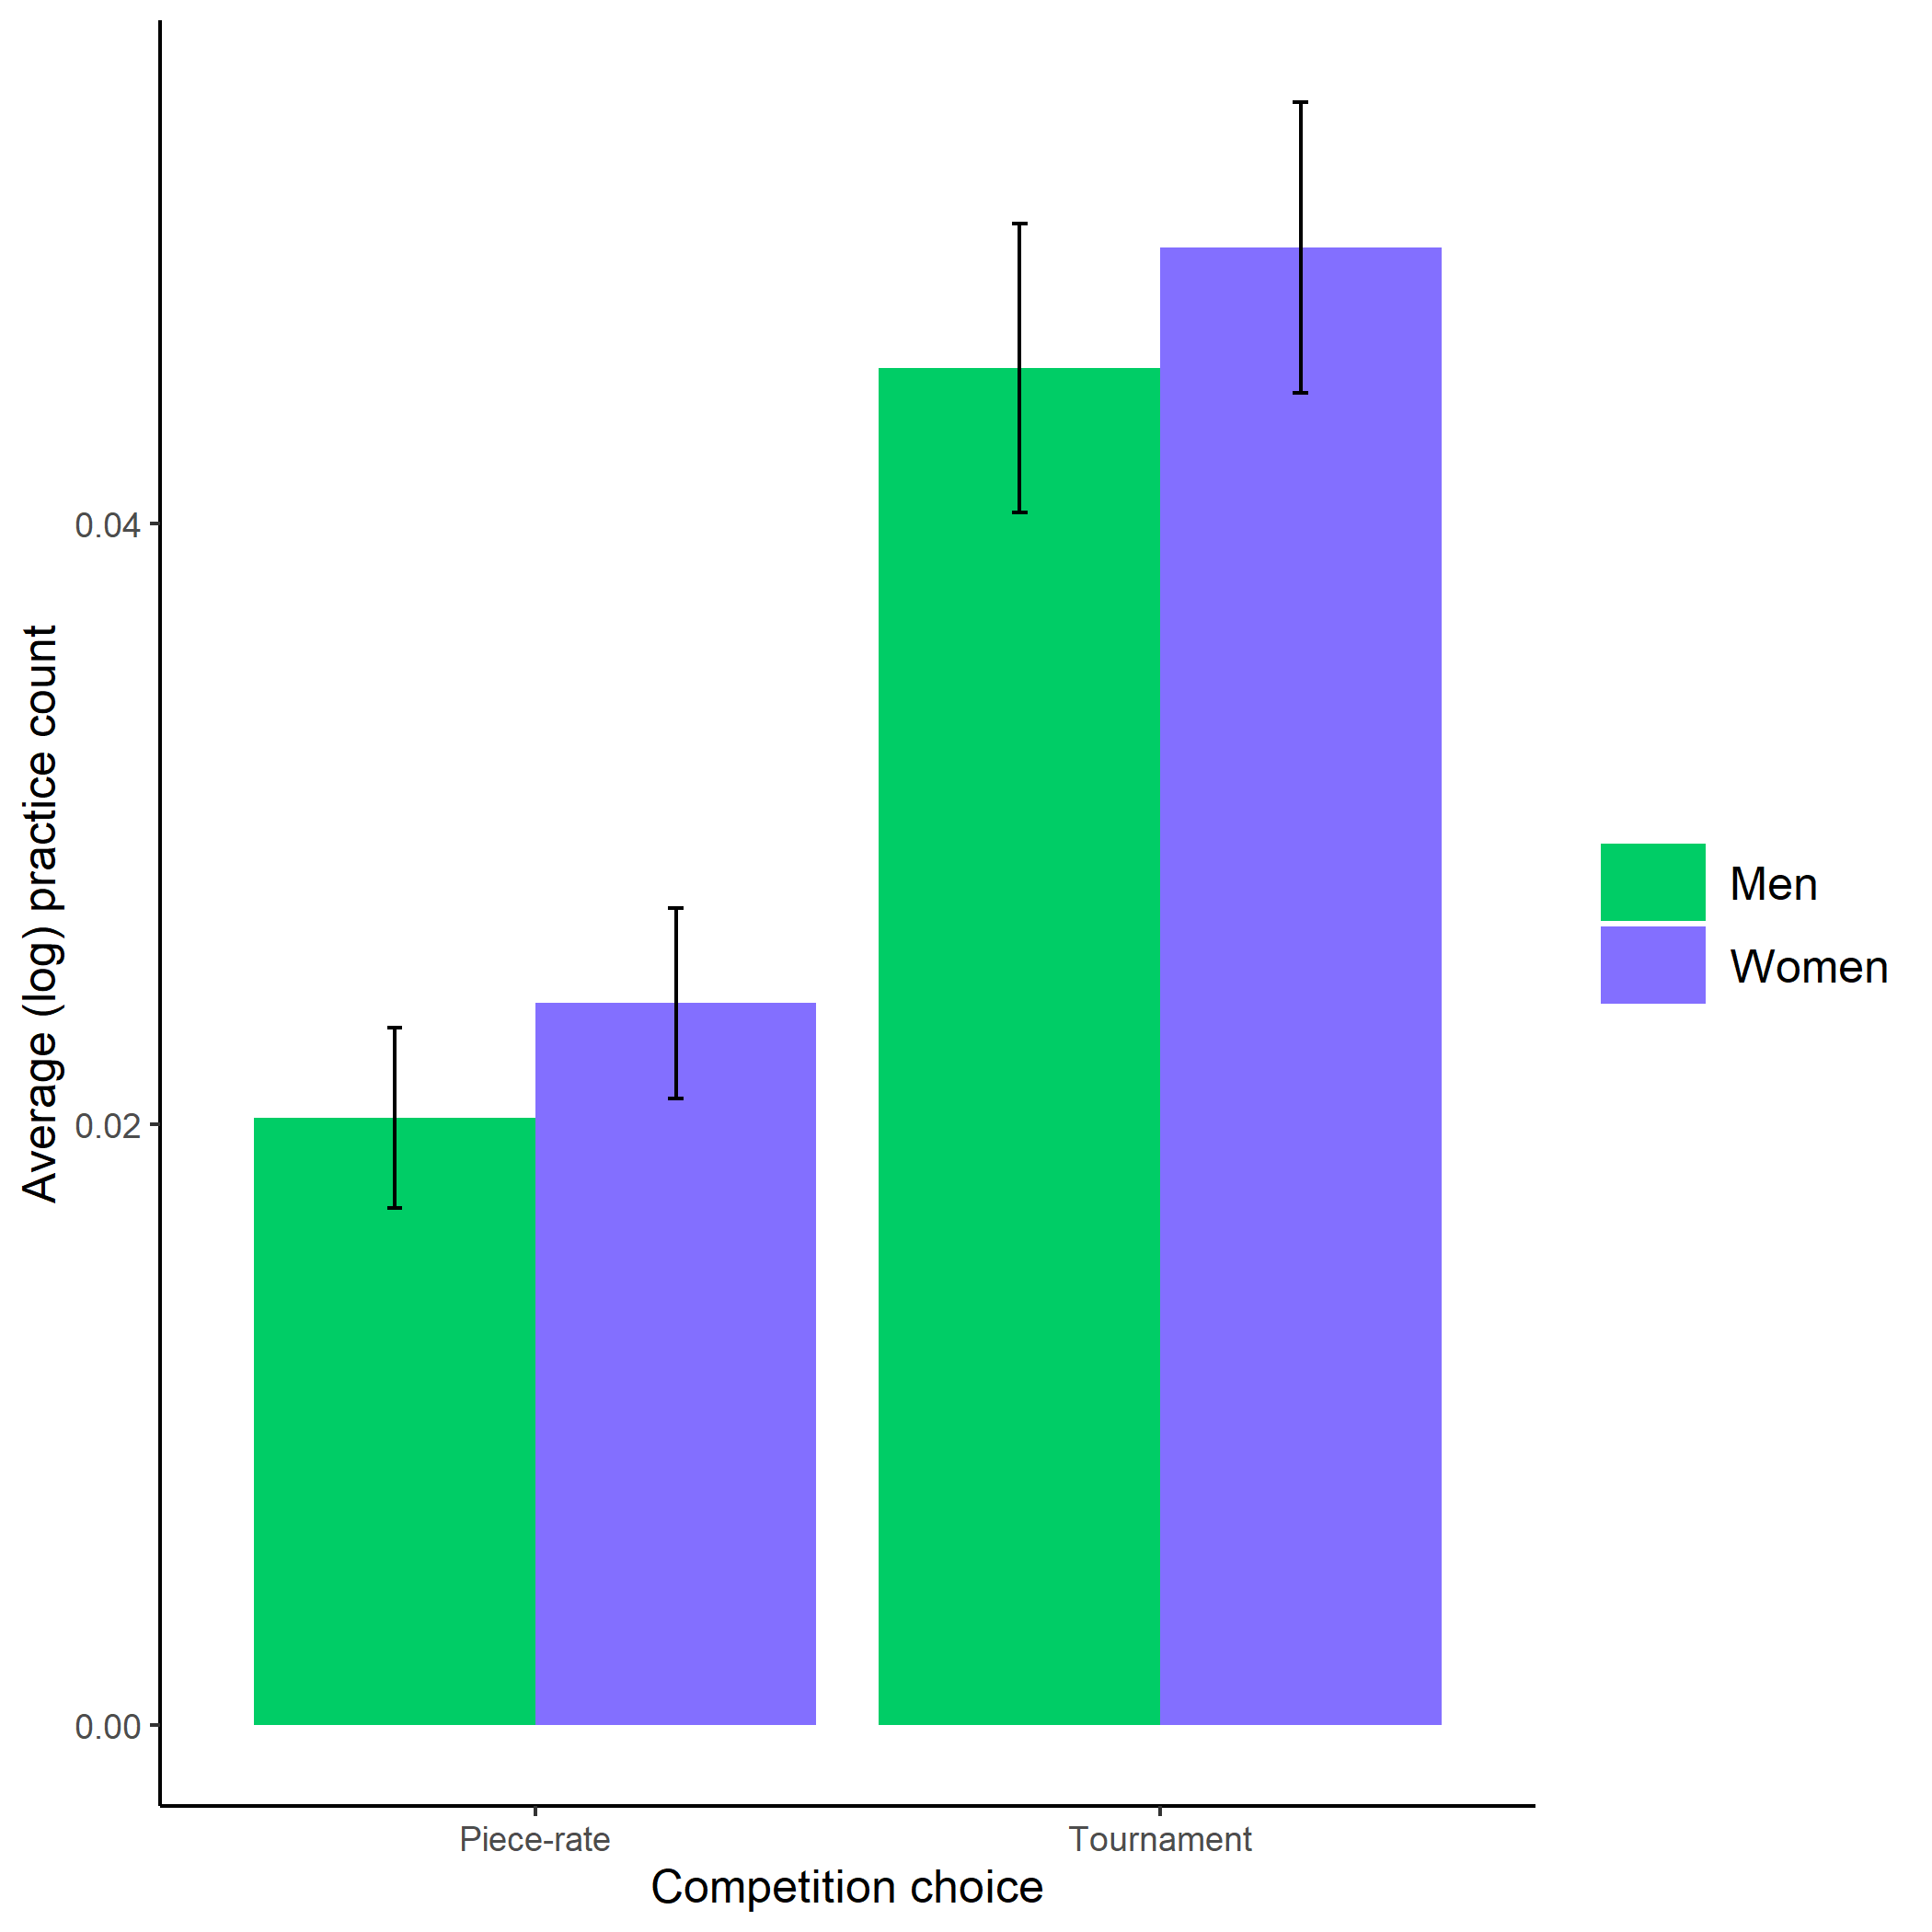 Average (log) practice count
0.04
0.02
0.00
Piece-rate
Tournament
Competition choice
Men
Women